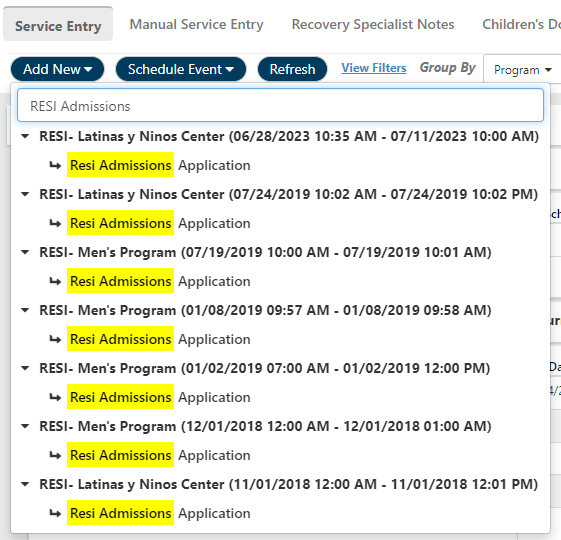 Service Entry Manual Service Entry Recovery Specialist Notes Children's Do
Add New Schedule Event Refresh View Filters Group By Program
RESI Admissions
RESI- Latinas y Ninos Center (06/28/2023 10:35 AM - 07/11/2023 10:00 AM)
Resi Admissions Application
RESI- Latinas y Ninos Center (07/24/2019 10:02 AM - 07/24/2019 10:02 PM)
Resi Admissions Application
RESI- Men's Program (07/19/2019 10:00 AM - 07/19/2019 10:01 AM)
Resi Admissions Application
RESI- Men's Program (01/08/2019 09:57 AM - 01/08/2019 09:58 AM)
Resi Admissions Application
RESI- Men's Program (01/02/2019 07:00 AM - 01/02/2019 12:00 PM)
Resi Admissions Application
RESI- Men's Program (12/01/2018 12:00 AM - 12/01/2018 01:00 AM)
Resi Admissions Application
RESI- Latinas y Ninos Center (11/01/2018 12:00 AM - 11/01/2018 12:01 PM)
Resi Admissions Application